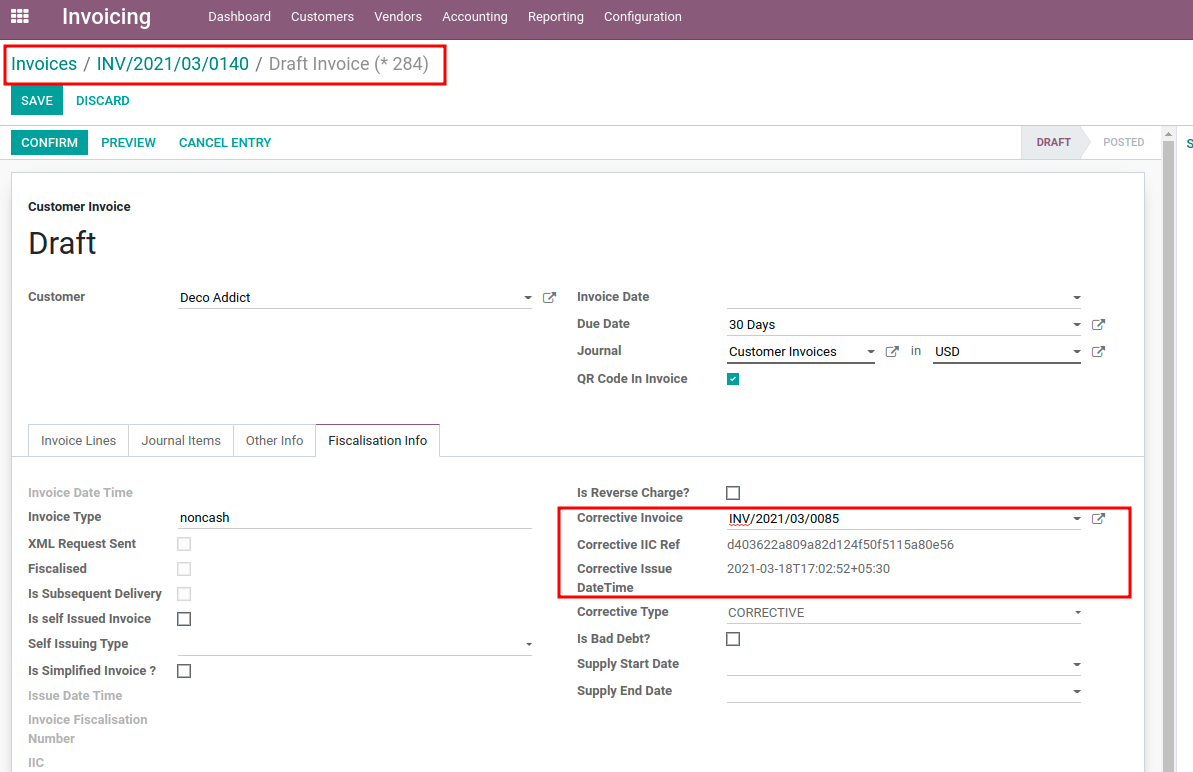 Invoicing Dashboard Customers Vendors Accounting Reporting Configuration
Invoices / INV/2021/03/0140 / Draft Invoice (* 284)
SAVE DISCARD
CONFIRM PREVIEW CANCEL ENTRY DRAFT POSTED S
Customer Invoice
Draft
Customer Deco Addict
Invoice Date
Due Date 30 Days
Journal Customer Invoices in USD
QR Code In Invoice
Invoice Lines Journal Items Other Info Fiscalisation Info
Invoice Date Time
Invoice Type noncash
XML Request Sent
Fiscalised
Is Subsequent Delivery
Is self Issued Invoice
Self Issuing Type
Is Simplified Invoice ?
Issue Date Time
Invoice Fiscalisation
Number
IIC
Is Reverse Charge?
Corrective Invoice INV/2021/03/0085
Corrective IIC Ref d403622a809a82d124f50f5115a80e56
Corrective Issue 2021-03-18T17:02:52+05:30
DateTime
Corrective Type CORRECTIVE
Is Bad Debt?
Supply Start Date
Supply End Date